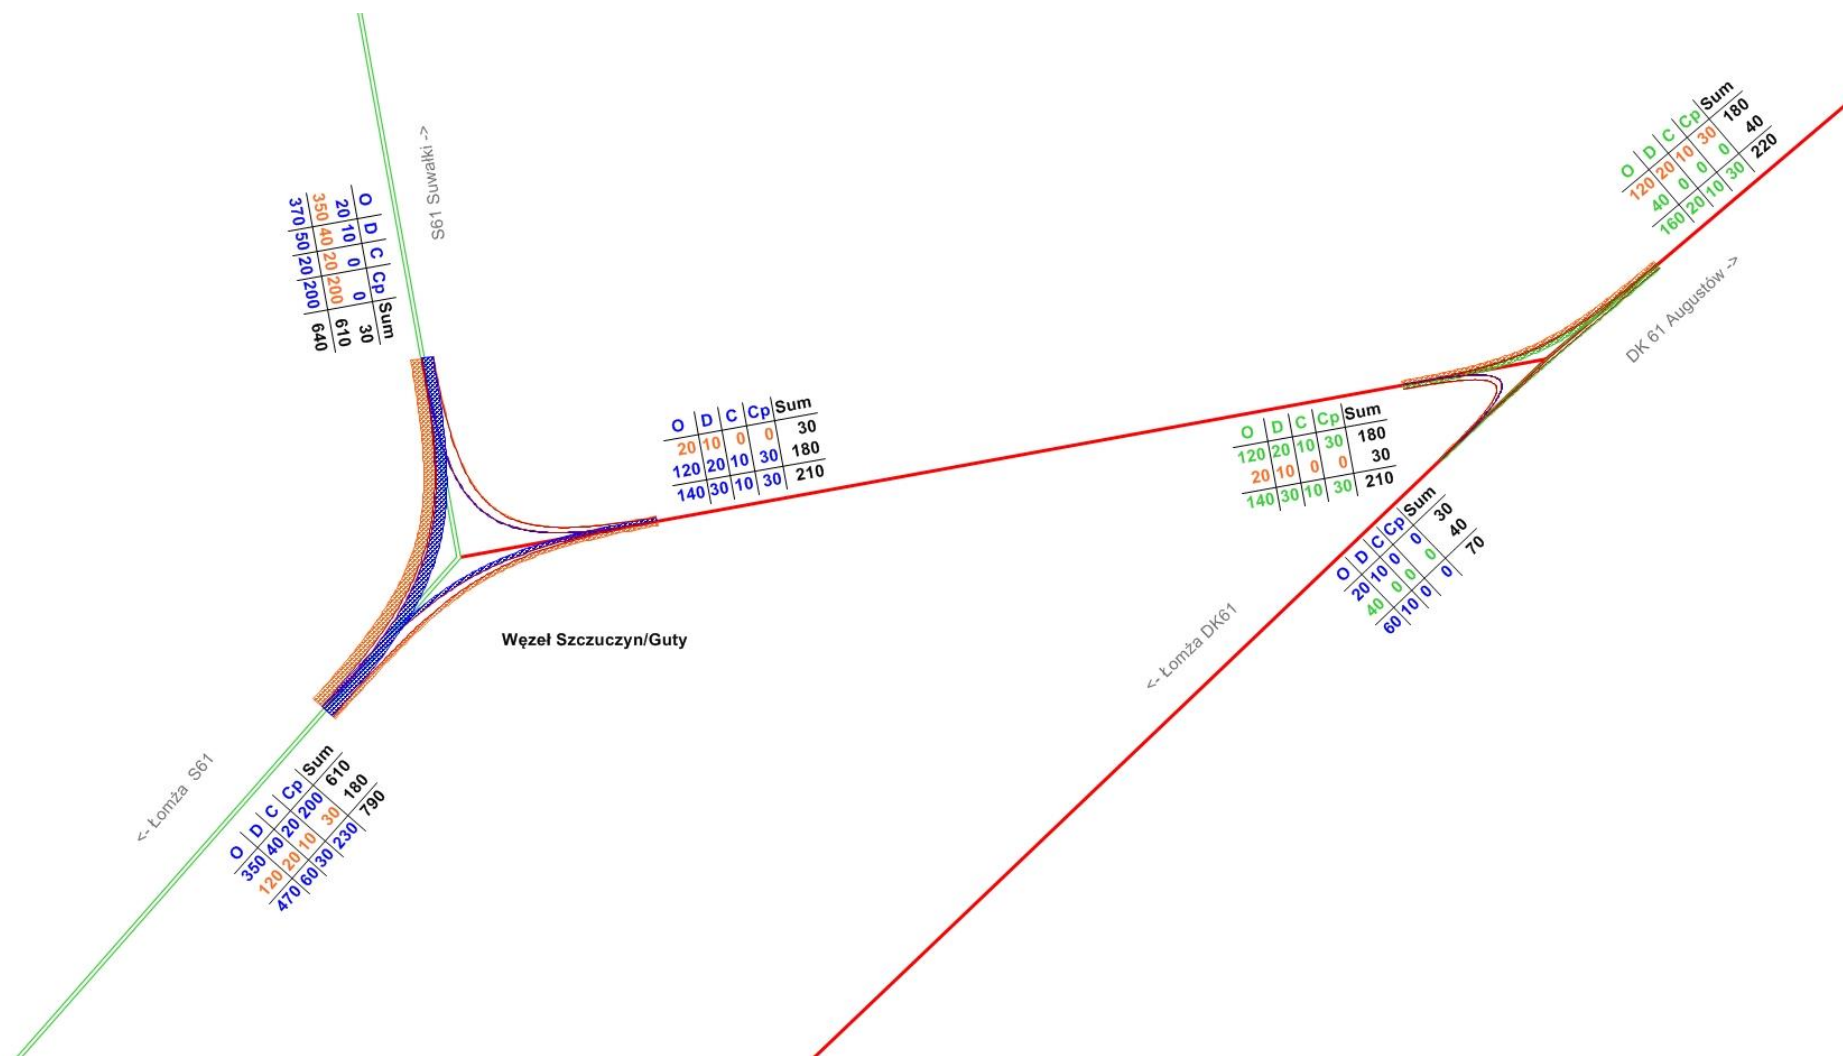 S61 Suwałki ->
O D C Cp Sum
20 10 0 0 30
350 40 20 200 610
370 50 20 200 640
O D C Cp Sum
20 10 0 0 30
120 20 10 30 180
140 30 10 30 210
Węzeł Szczuczyn/Guty
<- Łomża S61
O D C Cp Sum
350 40 20 200 610
120 20 10 30 180
470 60 30 230 790
O D C Cp Sum
120 20 10 30 180
40 0 0 0 40
160 20 10 30 220
DK 61 Augustów ->
O D C Cp Sum
120 20 10 30 180
20 10 0 0 30
140 30 10 30 210
O D C Cp Sum
20 10 0 0 30
40 0 0 0 40
60 10 0 0 70
<- Łomża DK61